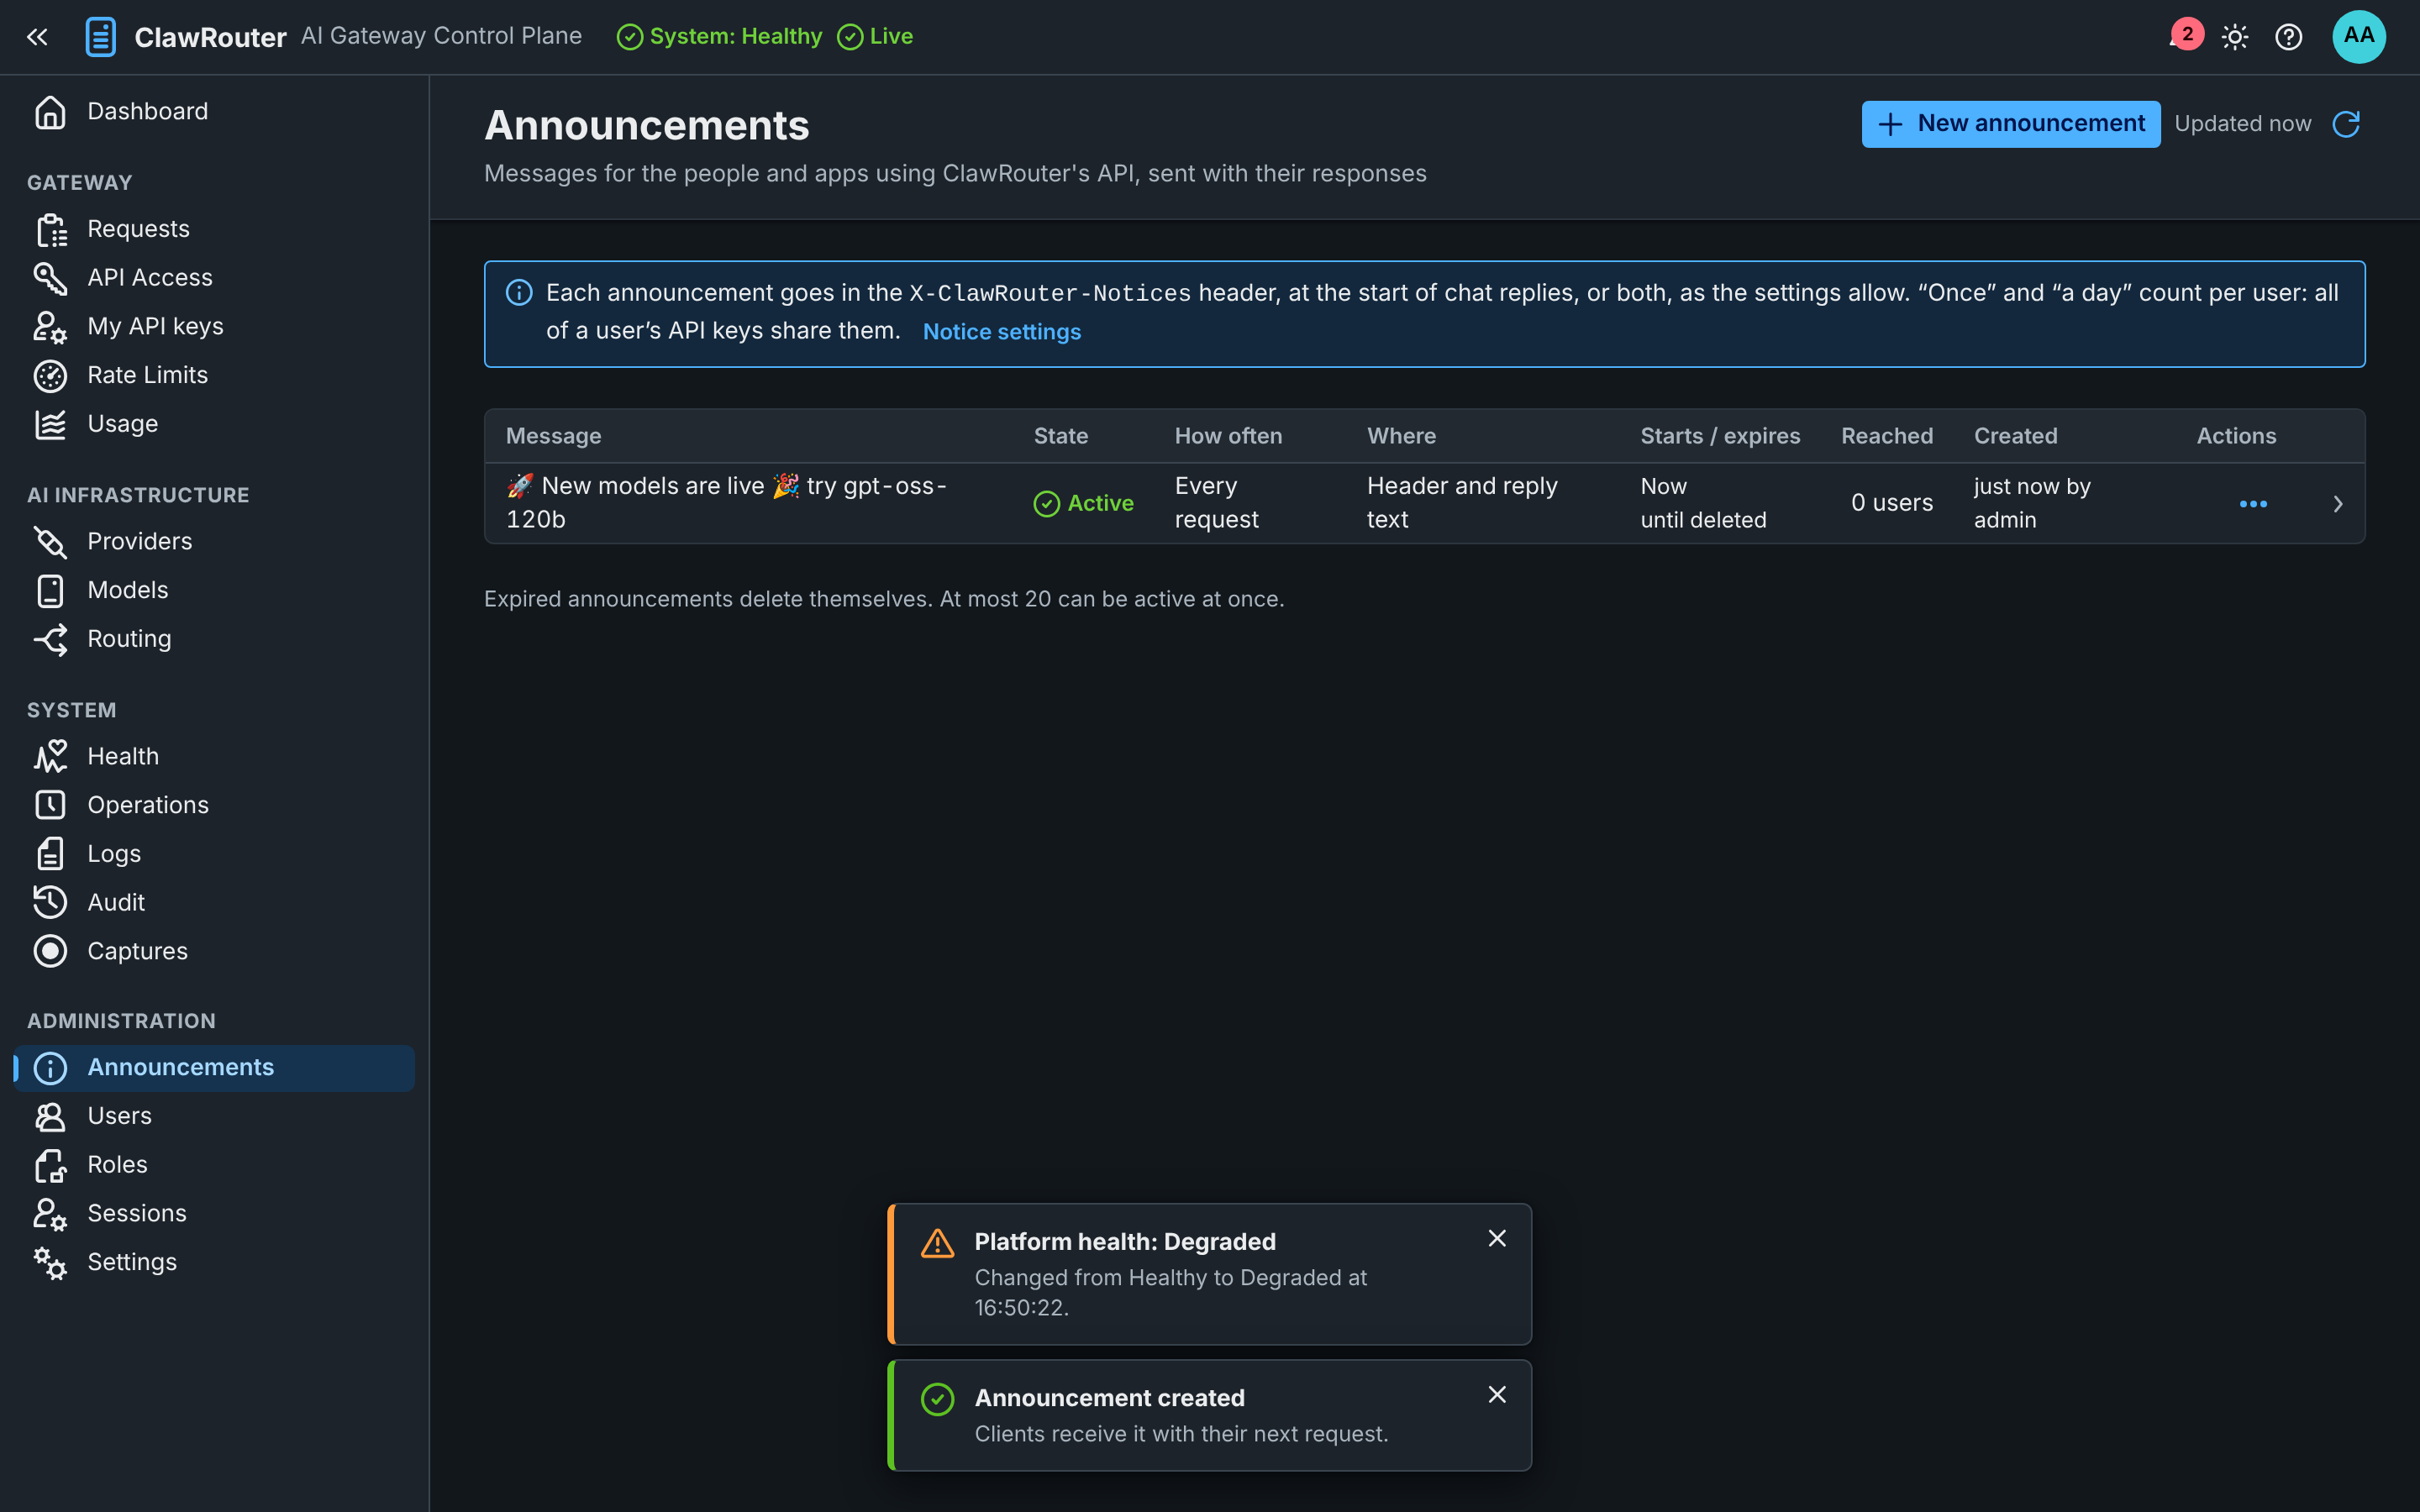 ClawRouter AI Gateway Control Plane System: Healthy Live 2 AA
Dashboard
GATEWAY
Requests
API Access
My API keys
Rate Limits
Usage
AI INFRASTRUCTURE
Providers
Models
Routing
SYSTEM
Health
Operations
Logs
Audit
Captures
ADMINISTRATION
Announcements
Users
Roles
Sessions
Settings
Announcements
New announcement Updated now
Messages for the people and apps using ClawRouter's API, sent with their responses
Each announcement goes in the X-ClawRouter-Notices header, at the start of chat replies, or both, as the settings allow. “Once” and “a day” count per user: all
of a user’s API keys share them. Notice settings
Message State How often Where Starts / expires Reached Created Actions
🚀 New models are live 🎉 try gpt-oss-
120b
Active
Every
request
Header and reply
text
Now
until deleted
0 users
just now by
admin
Expired announcements delete themselves. At most 20 can be active at once.
Platform health: Degraded
Changed from Healthy to Degraded at
16:50:22.
Announcement created
Clients receive it with their next request.